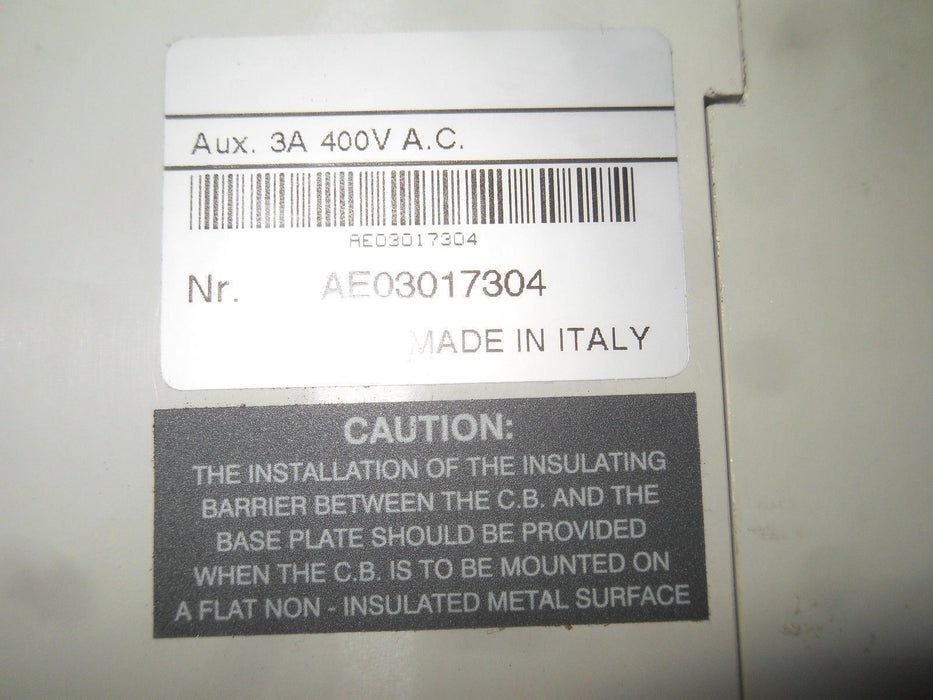 Aux. 3A 400V A.C.
AE03017304
Nr. AE03017304
MADE IN ITALY
CAUTION:
THE INSTALLATION OF THE INSULATING
BARRIER BETWEEN THE C.B. AND THE
BASE PLATE SHOULD BE PROVIDED
WHEN THE C.B. IS TO BE MOUNTED ON
A FLAT NON - INSULATED METAL SURFACE